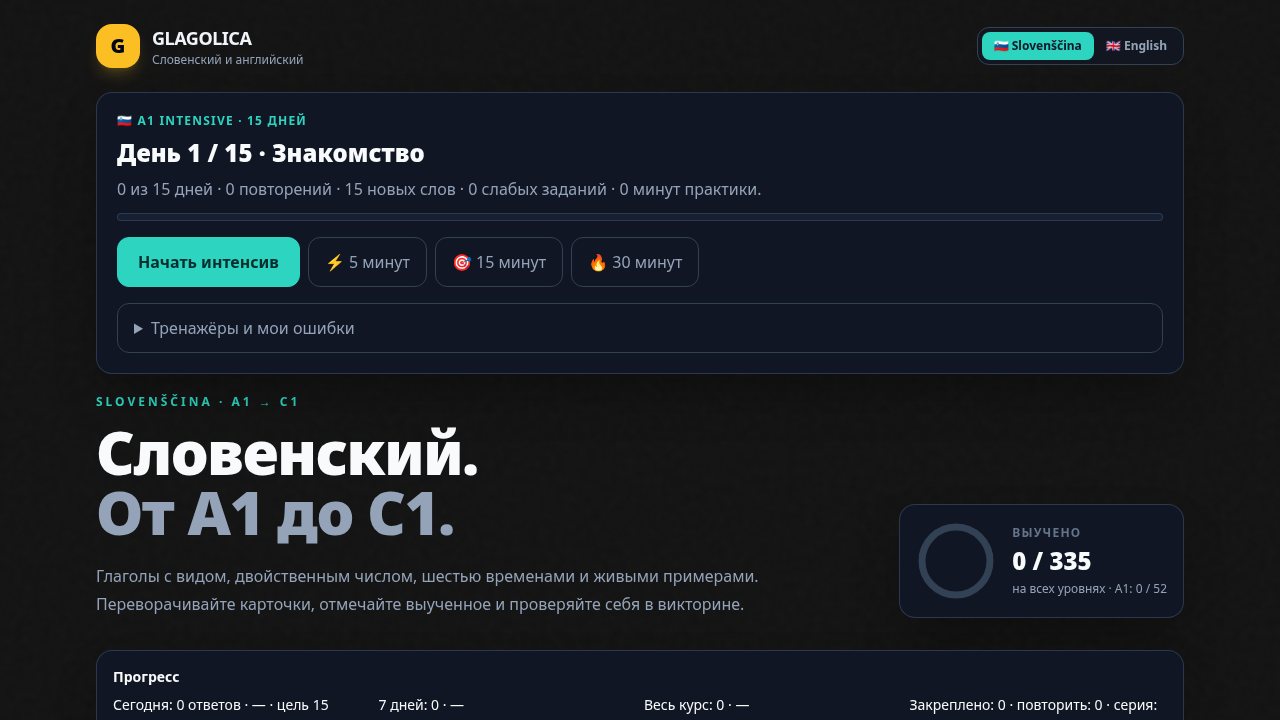 G
GLAGOLICA
Словенский и английский
🇸🇮 Slovenščina
🇬🇧 English
🇸🇮 A1 INTENSIVE · 15 ДНЕЙ
День 1 / 15 · Знакомство
0 из 15 дней · 0 повторений · 15 новых слов · 0 слабых заданий · 0 минут практики.
Начать интенсив
⚡ 5 минут
🎯 15 минут
🔥 30 минут
▶ Тренажёры и мои ошибки
SLOVENŠČINA · A1 → C1
Словенский.
От A1 до C1.
Глаголы с видом, двойственным числом, шестью временами и живыми примерами.
Переворачивайте карточки, отмечайте выученное и проверяйте себя в викторине.
ВЫУЧЕНО
0 / 335
на всех уровнях · A1: 0 / 52
Прогресс
Сегодня: 0 ответов · — · цель 15
7 дней: 0 · —
Весь курс: 0 · —
Закреплено: 0 · повторить: 0 · серия: